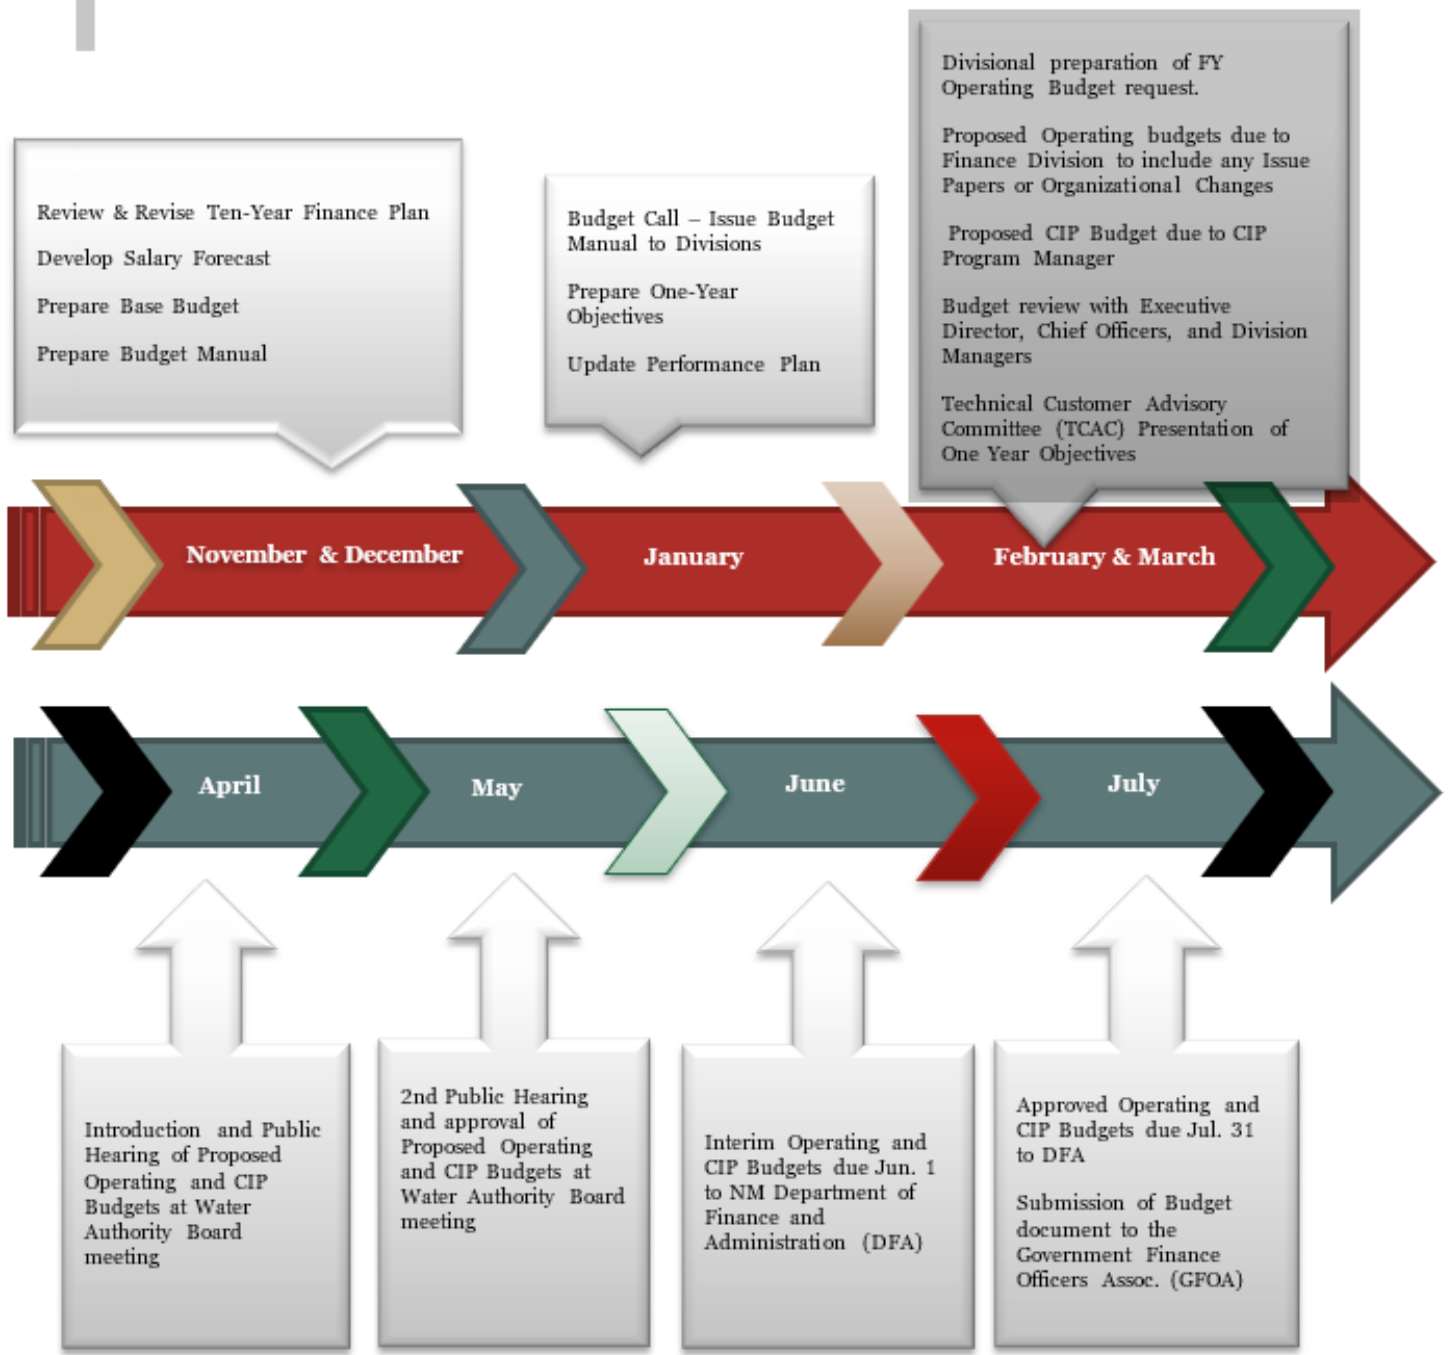 Review & Revise Ten-Year Finance Plan
Develop Salary Forecast
Prepare Base Budget
Prepare Budget Manual
Budget Call – Issue Budget
Manual to Divisions
Prepare One-Year
Objectives
Update Performance Plan
Divisional preparation of FY
Operating Budget request.
Proposed Operating budgets due to
Finance Division to include any Issue
Papers or Organizational Changes
Proposed CIP Budget due to CIP
Program Manager
Budget review with Executive
Director, Chief Officers, and Division
Managers
Technical Customer Advisory
Committee (TCAC) Presentation of
One Year Objectives
November & December
January
February & March
April
May
June
July
Introduction and Public
Hearing of Proposed
Operating and CIP
Budgets at Water
Authority Board
meeting
2nd Public Hearing
and approval of
Proposed Operating
and CIP Budgets at
Water Authority Board
meeting
Interim Operating and
CIP Budgets due Jun. 1
to NM Department of
Finance and
Administration (DFA)
Approved Operating and
CIP Budgets due Jul. 31
to DFA
Submission of Budget
document to the
Government Finance
Officers Assoc. (GFOA)